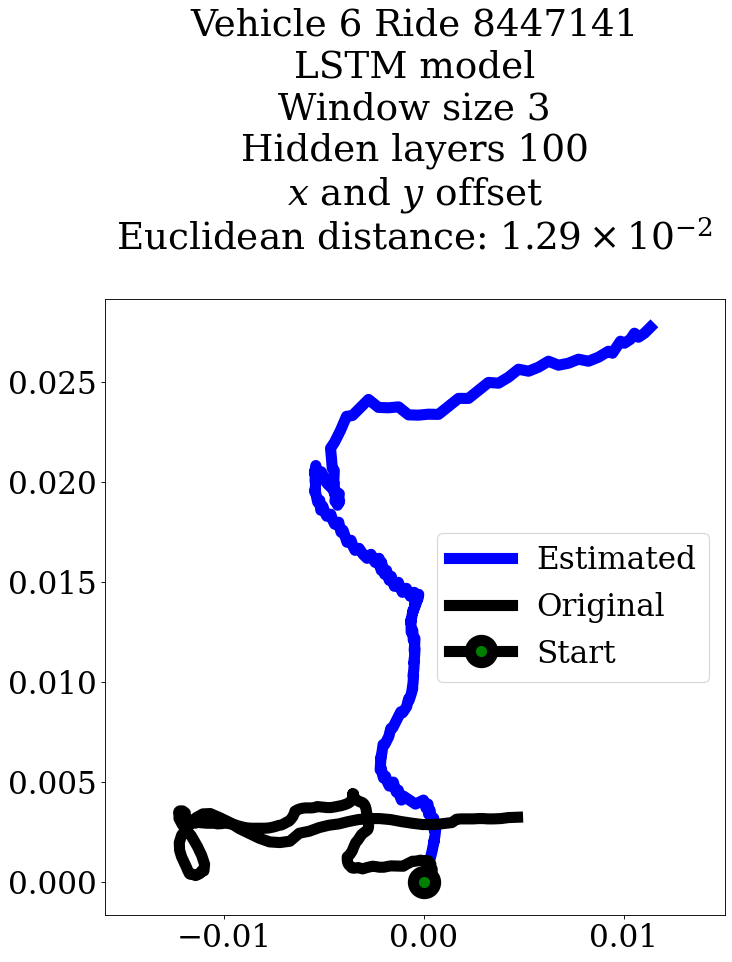 Vehicle 6 Ride 8447141
LSTM model
Window size 3
Hidden layers 100
x and y offset
Euclidean distance: 1.29 × 10⁻²
0.025
0.020
0.015
0.010
0.005
0.000
Estimated
Original
Start
−0.01 0.00 0.01